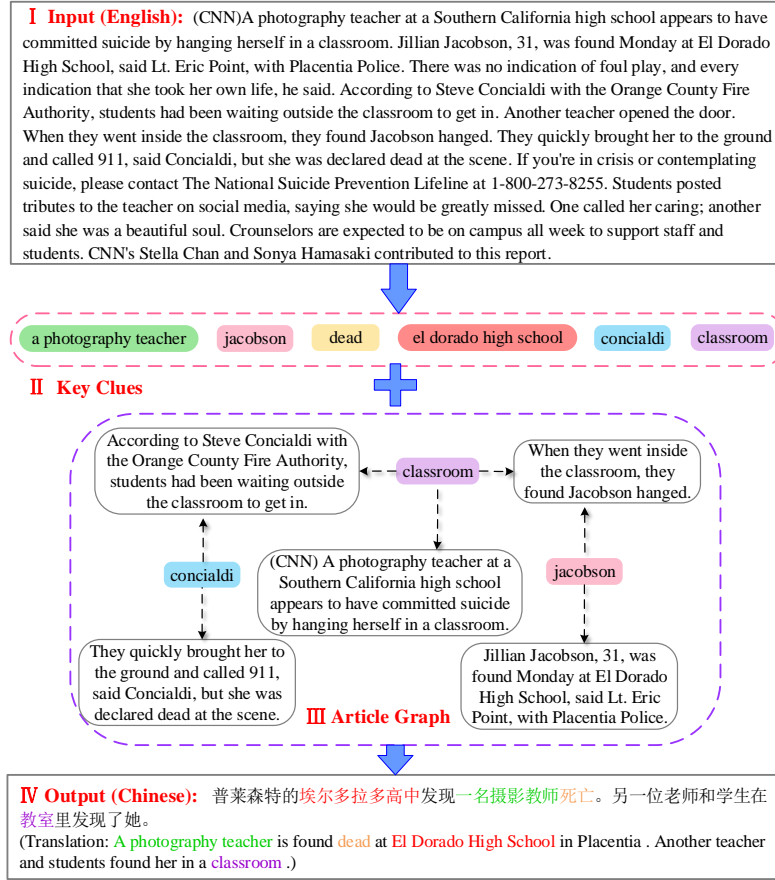 Ⅰ Input (English): (CNN)A photography teacher at a Southern California high school appears to have
committed suicide by hanging herself in a classroom. Jillian Jacobson, 31, was found Monday at El Dorado
High School, said Lt. Eric Point, with Placentia Police. There was no indication of foul play, and every
indication that she took her own life, he said. According to Steve Concialdi with the Orange County Fire
Authority, students had been waiting outside the classroom to get in. Another teacher opened the door.
When they went inside the classroom, they found Jacobson hanged. They quickly brought her to the ground
and called 911, said Concialdi, but she was declared dead at the scene. If you're in crisis or contemplating
suicide, please contact The National Suicide Prevention Lifeline at 1-800-273-8255. Students posted
tributes to the teacher on social media, saying she would be greatly missed. One called her caring; another
said she was a beautiful soul. Crounselors are expected to be on campus all week to support staff and
students. CNN's Stella Chan and Sonya Hamasaki contributed to this report.
a photography teacher jacobson dead el dorado high school concialdi classroom
Ⅱ Key Clues
According to Steve Concialdi with
the Orange County Fire Authority,
students had been waiting outside
the classroom to get in.
classroom
When they went inside
the classroom, they
found Jacobson hanged.
concialdi
(CNN) A photography teacher at a
Southern California high school
appears to have committed suicide
by hanging herself in a classroom.
jacobson
They quickly brought her to
the ground and called 911,
said Concialdi, but she was
declared dead at the scene.
Jillian Jacobson, 31, was
found Monday at El Dorado
High School, said Lt. Eric
Point, with Placentia Police.
Ⅲ Article Graph
Ⅳ Output (Chinese): 普莱森特的埃尔多拉多高中发现一名摄影教师死亡。另一位老师和学生在
教室里发现了她。
(Translation: A photography teacher is found dead at El Dorado High School in Placentia . Another teacher
and students found her in a classroom .)